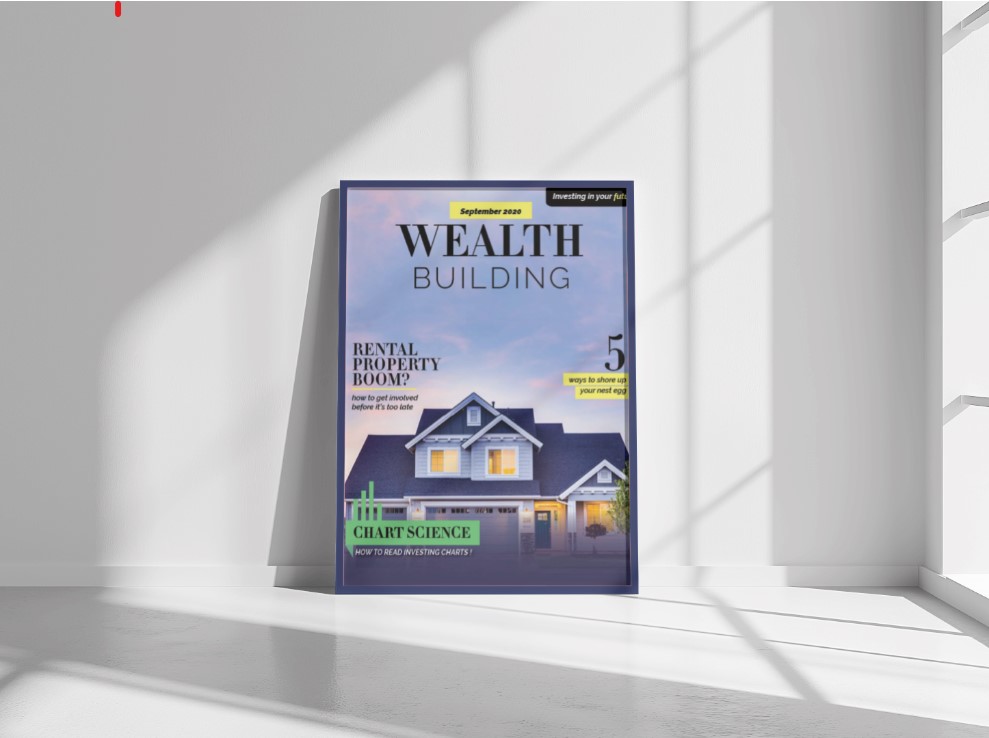 Investing in your
September 2020
WEALTH
BUILDING
RENTAL
PROPERTY
BOOM?
how to get involved
before it's too late
5
ways to shore up
your nest egg
CHART SCIENCE
HOW TO READ INVESTING CHARTS !